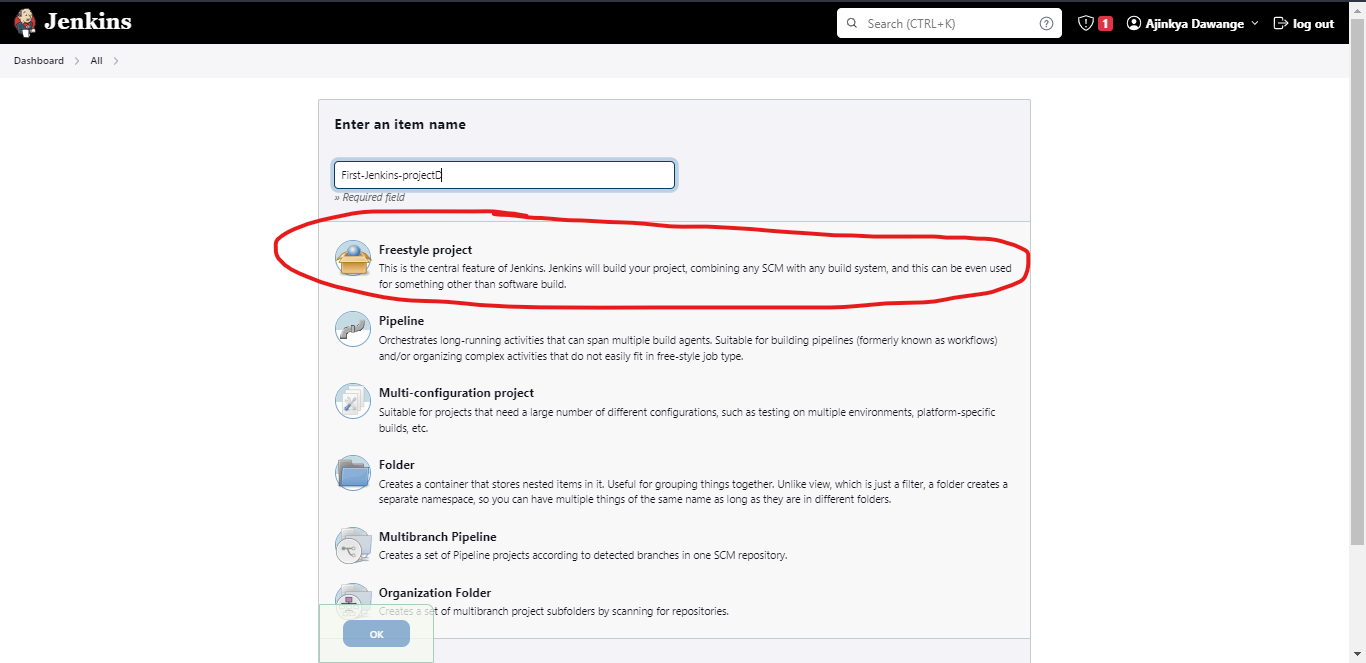 Jenkins
Search (CTRL+K)
1
Ajinkya Dawange
log out
Dashboard
All
Enter an item name
First-Jenkins-projectD
» Required field
Freestyle project
This is the central feature of Jenkins. Jenkins will build your project, combining any SCM with any build system, and this can be even used
for something other than software build.
Pipeline
Orchestrates long-running activities that can span multiple build agents. Suitable for building pipelines (formerly known as workflows)
and/or organizing complex activities that do not easily fit in free-style job type.
Multi-configuration project
Suitable for projects that need a large number of different configurations, such as testing on multiple environments, platform-specific
builds, etc.
Folder
Creates a container that stores nested items in it. Useful for grouping things together. Unlike view, which is just a filter, a folder creates a
separate namespace, so you can have multiple things of the same name as long as they are in different folders.
Multibranch Pipeline
Creates a set of Pipeline projects according to detected branches in one SCM repository.
Organization Folder
Creates a set of multibranch project subfolders by scanning for repositories.
OK